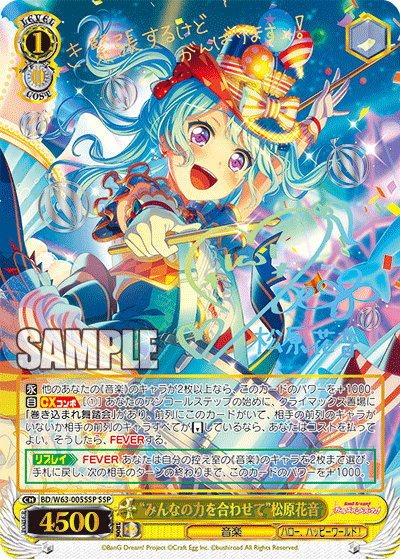 LEVEL
1
0
COST
き緊張するけど
がんばります☆!
SAMPLE
松原花音
永 他のあなたの《音楽》のキャラが2枚以上なら、このカードのパワーを+1000。
自 CXコンボ [①] あなたのアンコールステップの始めに、クライマックス置場に
「巻き込まれ舞踏会」があり、前列にこのカードがいて、相手の前列のキャラが
いないか相手の前列のキャラすべてが【】しているなら、あなたはコストを払ってよ
い。そうしたら、FEVERする。
リプレイ FEVER あなたは自分の控え室の《音楽》のキャラを2枚まで選び、
手札に戻し、次の相手のターンの終わりまで、このカードのパワーを+1000。
CH BD/W63-005SSP SSP
"みんなの力を合わせて"松原花音
4500
SOUL
音楽
ハロー、ハッピーワールド!
©BanG Dream! Project ©Craft Egg Inc. ©bushiroad All Rights Reserved.